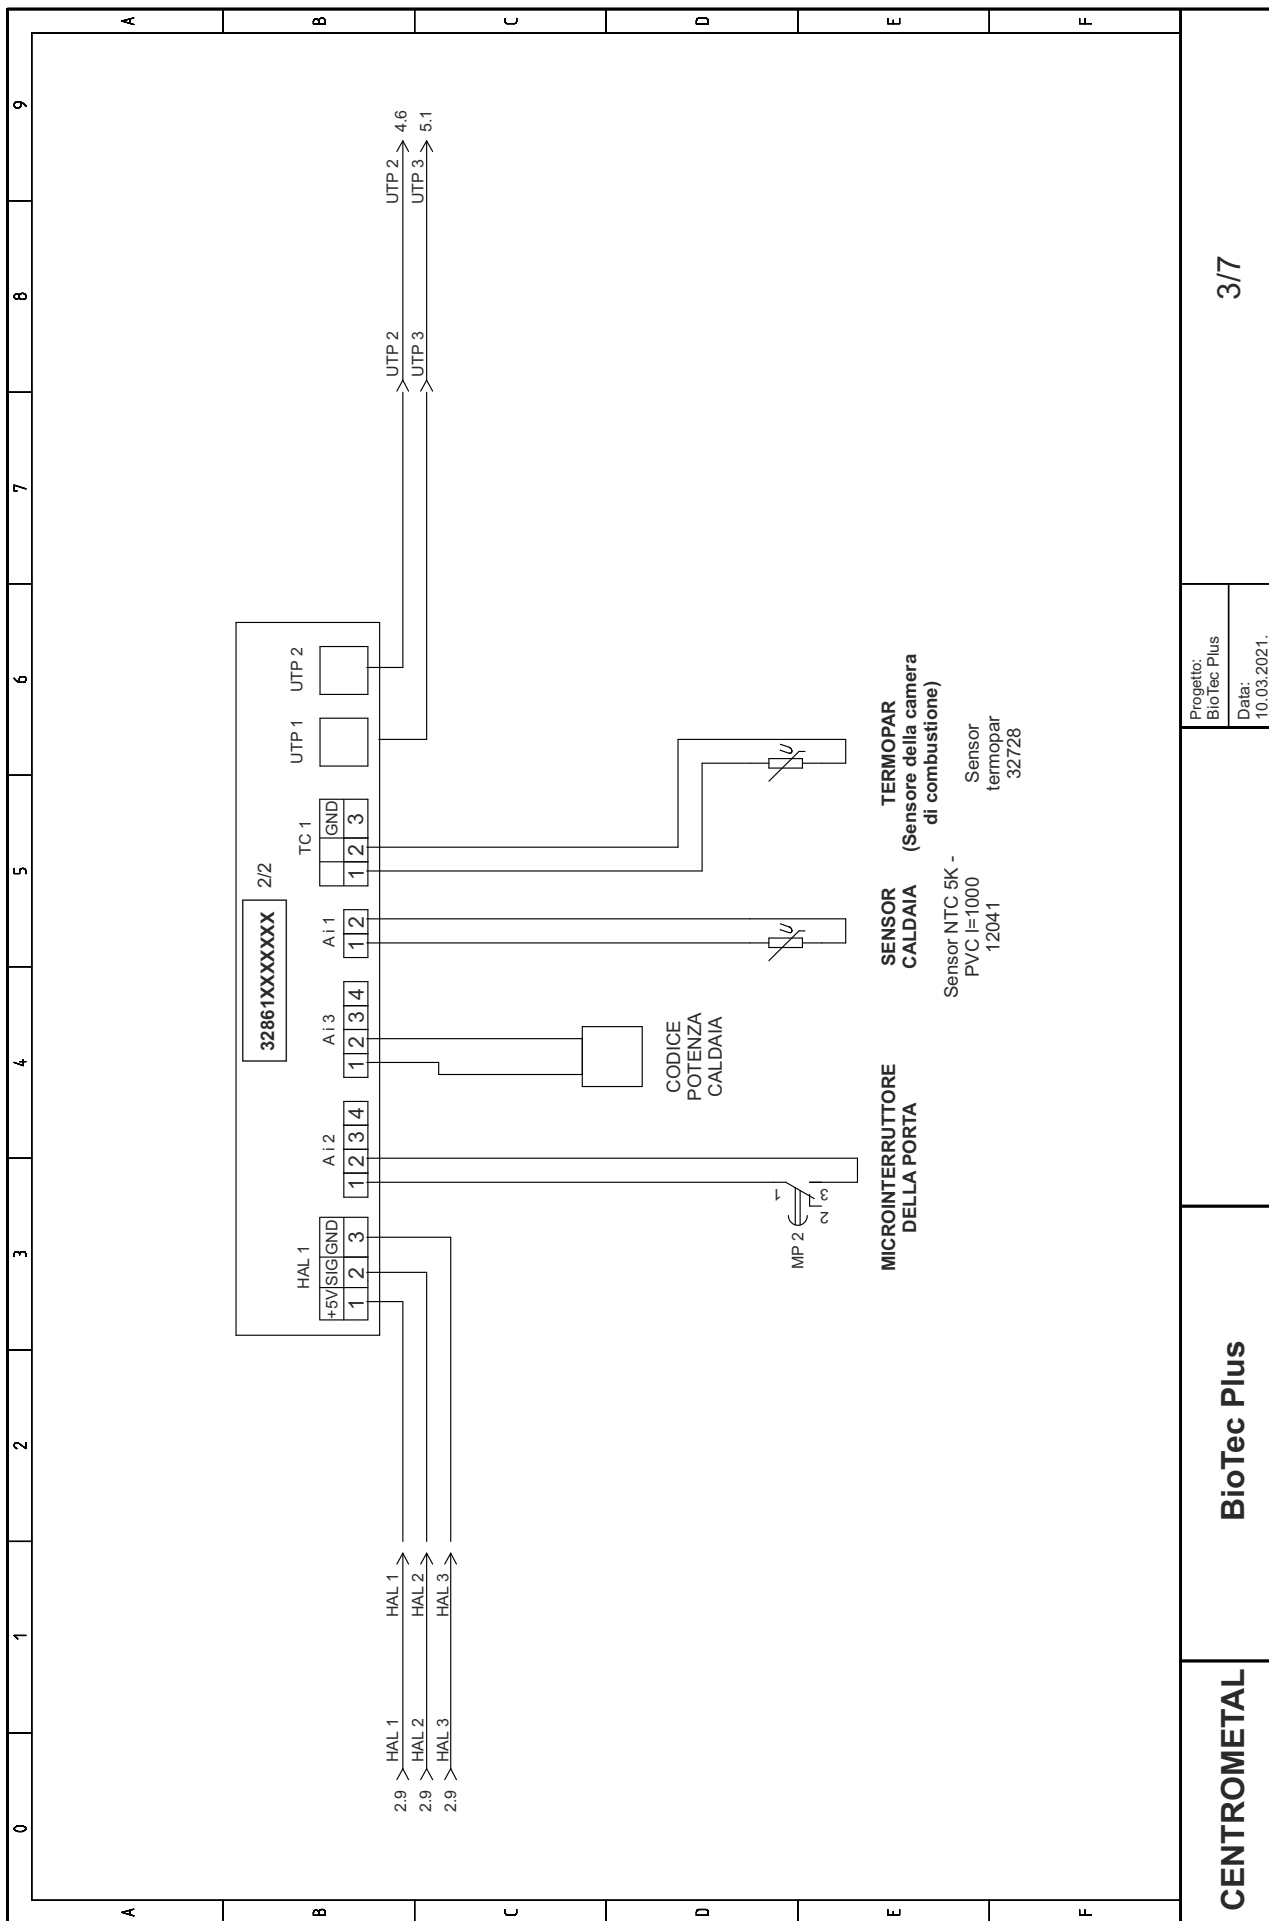 0 1 2 3 4 5 6 7 8 9
A A
B B
C C
D D
E E
F F
32861XXXXXXX 2/2
HAL 1
+5V SIG GND
1 2 3
A i 2
1 2 3 4
A i 3
1 2 3 4
A i 1
1 2
TC 1
GND
1 2 3
UTP 1
UTP 2
2.9 HAL 1 HAL 1
2.9 HAL 2 HAL 2
2.9 HAL 3 HAL 3
UTP 2 UTP 2 4.6
UTP 3 UTP 3 5.1
MP 2
1
2 3
MICROINTERRUTTORE
DELLA PORTA
CODICE
POTENZA
CALDAIA
U
SENSOR
CALDAIA
Sensor NTC 5K -
PVC l=1000
12041
U
TERMOPAR
(Sensore della camera
di combustione)
Sensor
termopar
32728
CENTROMETAL
BioTec Plus
Progetto:
BioTec Plus
Data:
10.03.2021.
3/7